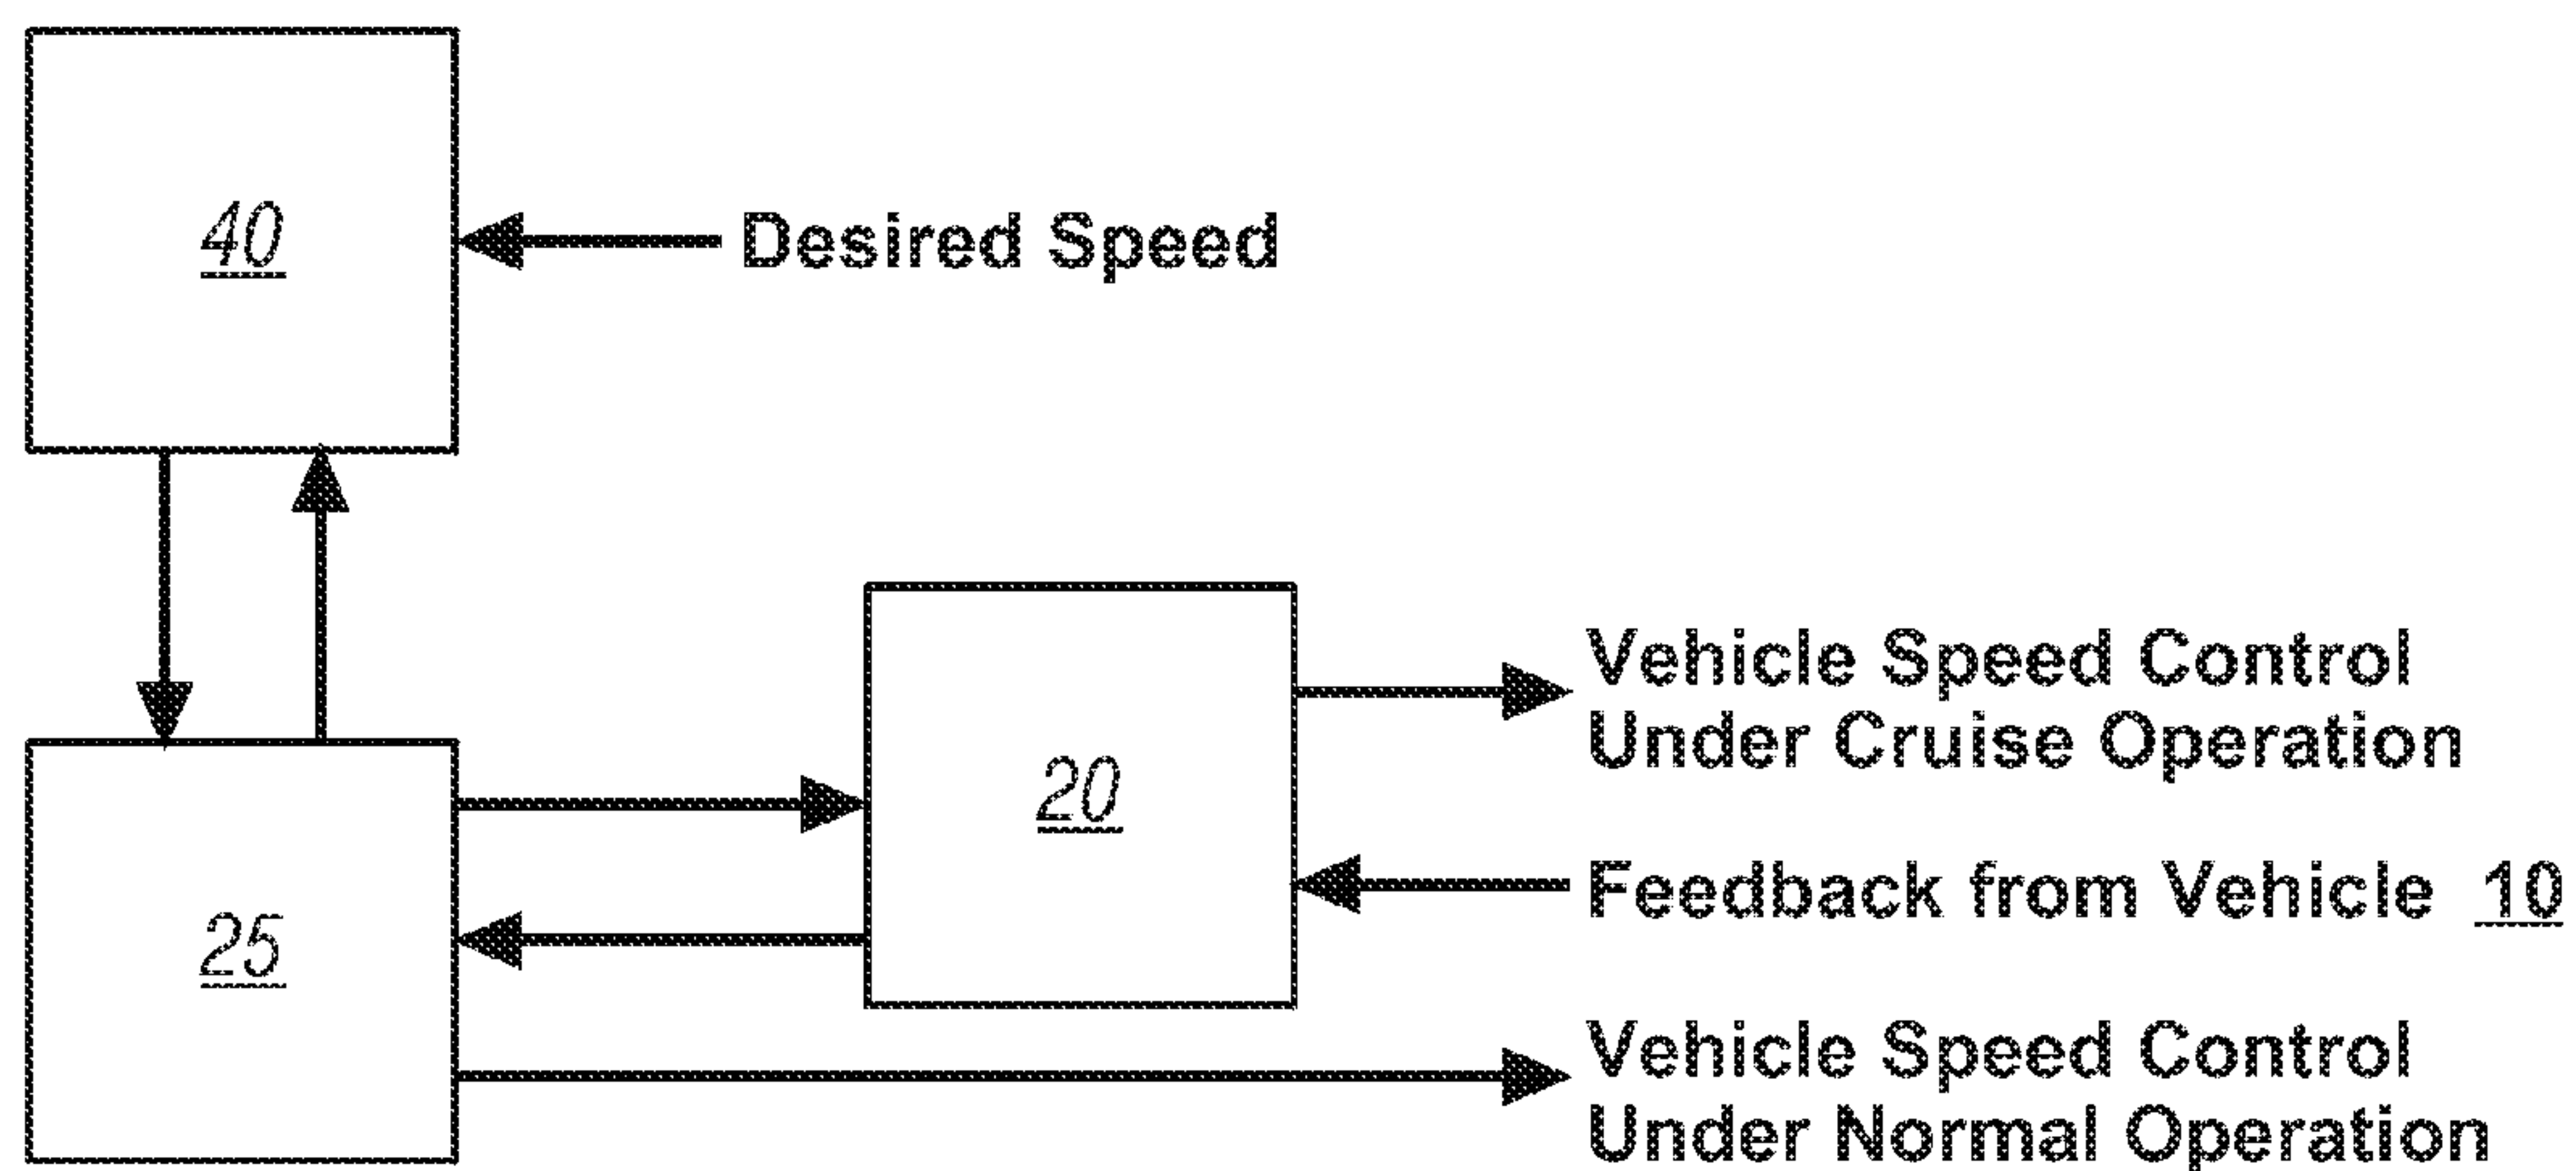 40
Desired Speed
20
Vehicle Speed Control
Under Cruise Operation
Feedback from Vehicle 10
25
Vehicle Speed Control
Under Normal Operation